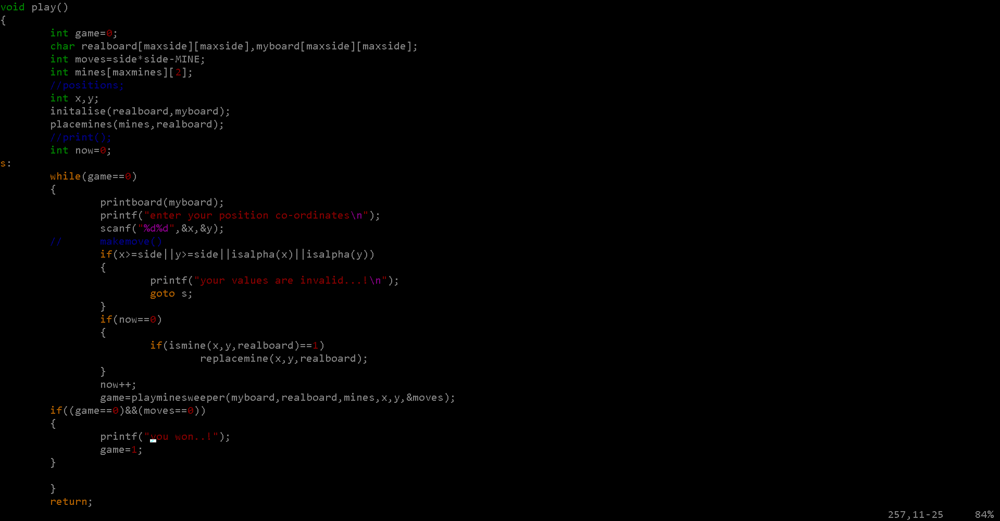 void play()
{
        int game=0;
        char realboard[maxside][maxside],myboard[maxside][maxside];
        int moves=side*side-MINE;
        int mines[maxmines][2];
        //positions;
        int x,y;
        initalise(realboard,myboard);
        placemines(mines,realboard);
        //print();
        int now=0;
s:
        while(game==0)
        {
                printboard(myboard);
                printf("enter your position co-ordinates\n");
                scanf("%d%d",&x,&y);
        //      makemove()
                if(x>=side||y>=side||isalpha(x)||isalpha(y))
                {
                        printf("your values are invalid...!\n");
                        goto s;
                }
                if(now==0)
                {
                        if(ismine(x,y,realboard)==1)
                                replacemine(x,y,realboard);
                }
                now++;
                game=playminesweeper(myboard,realboard,mines,x,y,&moves);
        if((game==0)&&(moves==0))
        {
                printf("you won..!");
                game=1;
        }

        }
        return;
257,11-25     84%